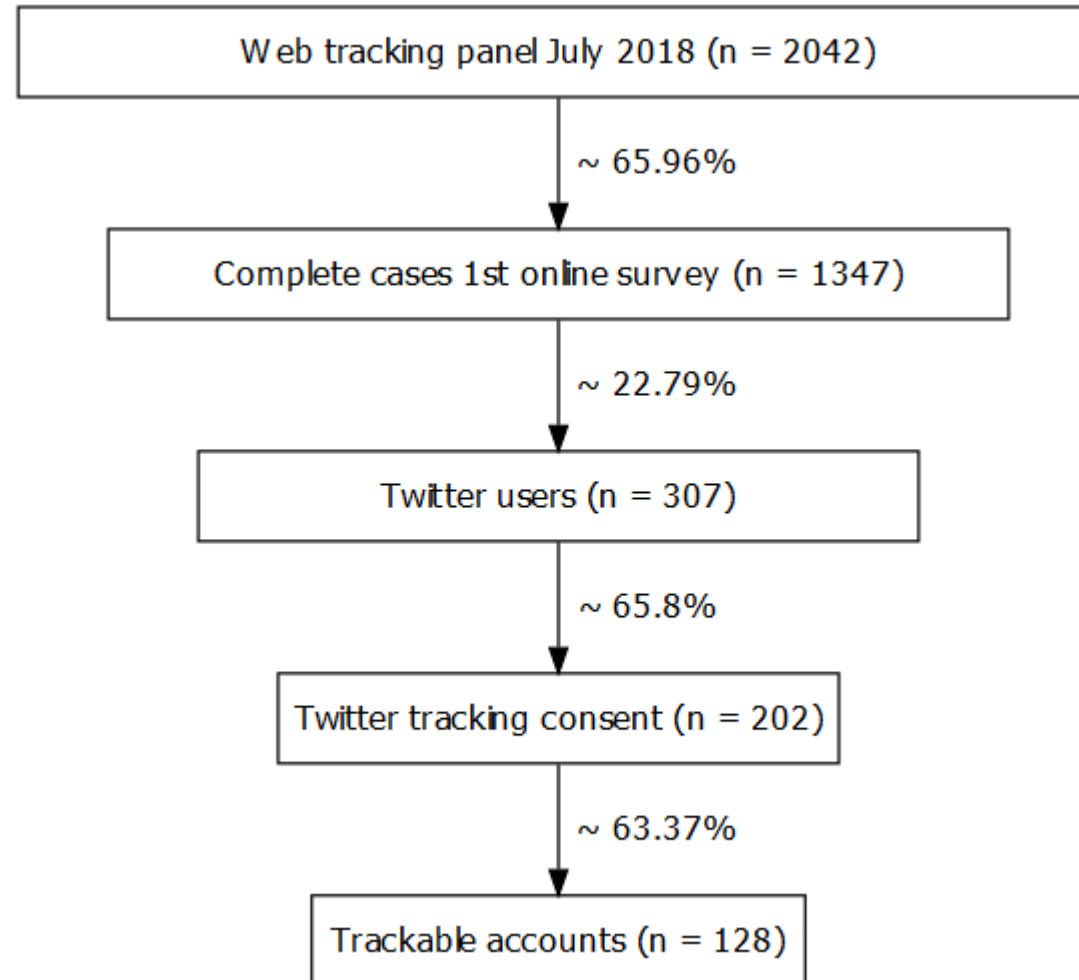 Web tracking panel July 2018 (n = 2042)
~ 65.96%
Complete cases 1st online survey (n = 1347)
~ 22.79%
Twitter users (n = 307)
~ 65.8%
Twitter tracking consent (n = 202)
~ 63.37%
Trackable accounts (n = 128)